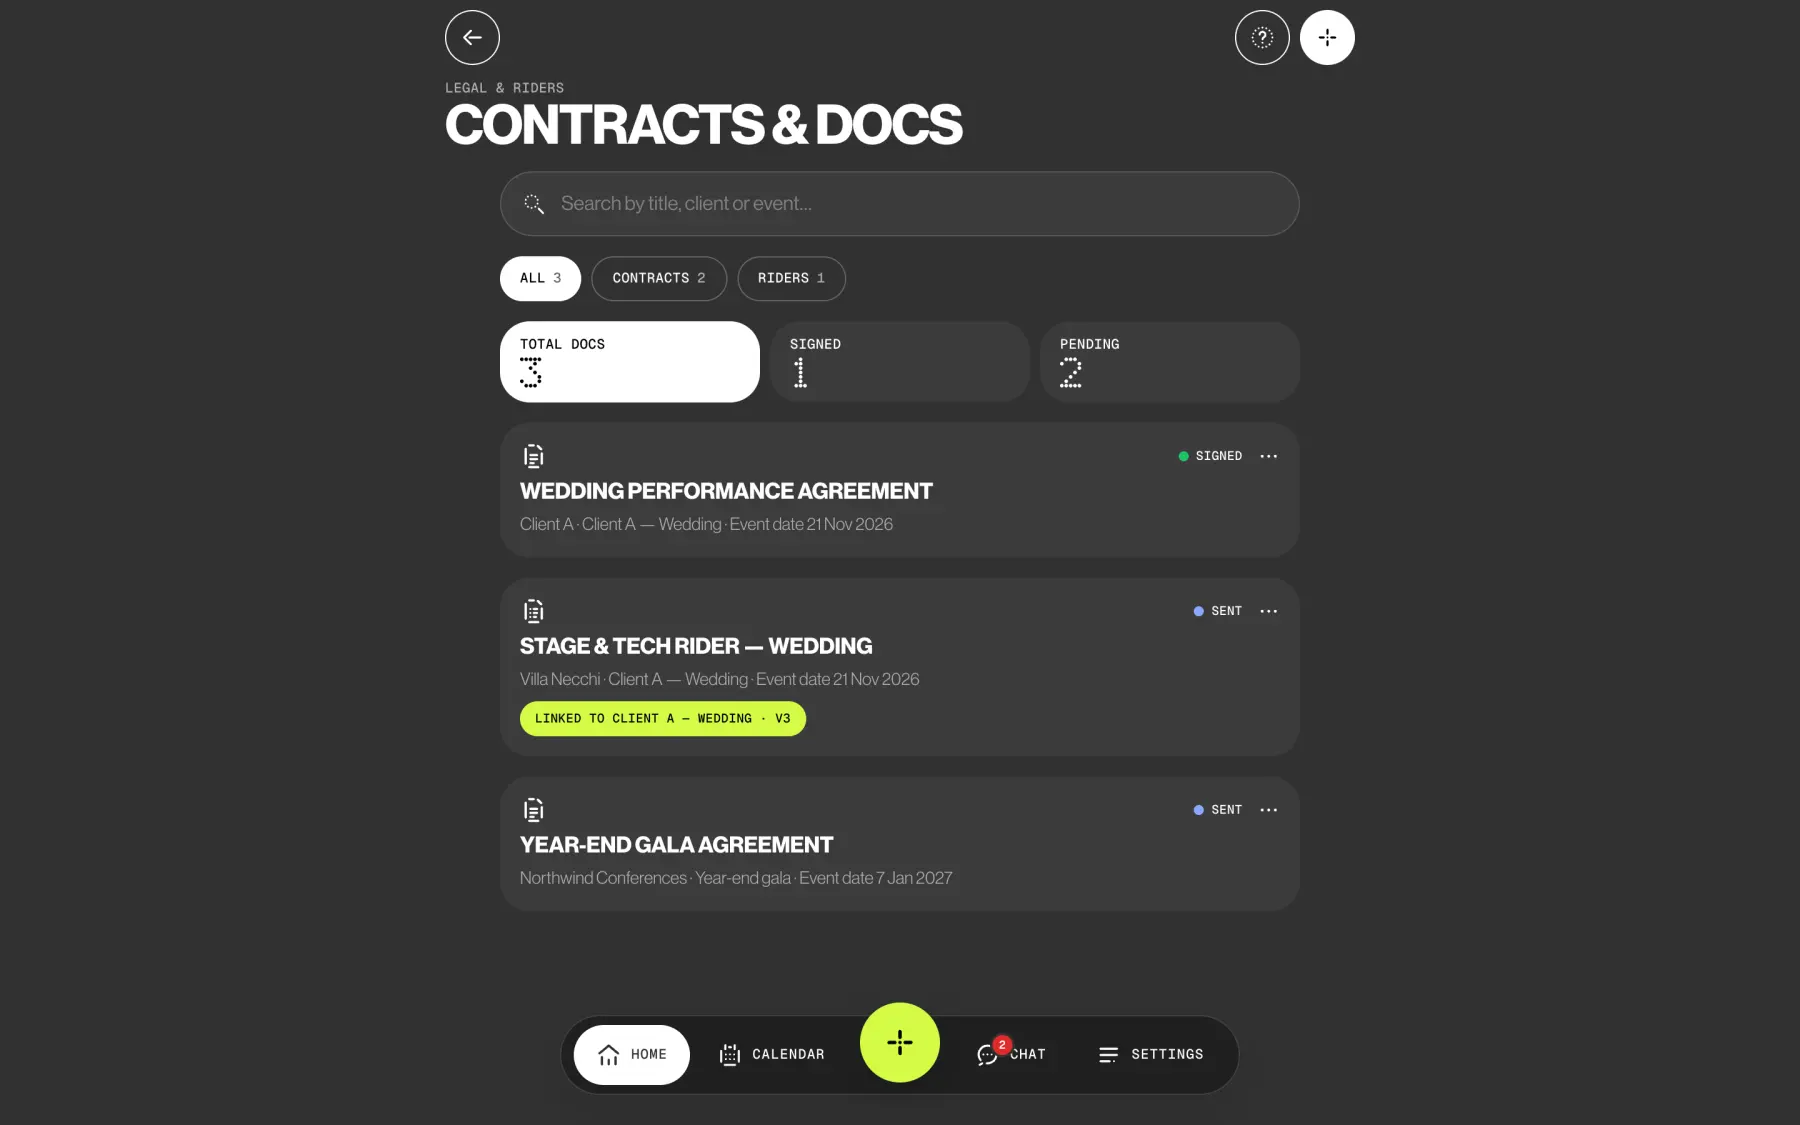 LEGAL & RIDERS
CONTRACTS & DOCS
Search by title, client or event...
ALL 3
CONTRACTS 2
RIDERS 1
TOTAL DOCS
3
SIGNED
1
PENDING
2
SIGNED
WEDDING PERFORMANCE AGREEMENT
Client A · Client A — Wedding · Event date 21 Nov 2026
SENT
STAGE & TECH RIDER — WEDDING
Villa Necchi · Client A — Wedding · Event date 21 Nov 2026
LINKED TO CLIENT A — WEDDING · V3
SENT
YEAR-END GALA AGREEMENT
Northwind Conferences · Year-end gala · Event date 7 Jan 2027
HOME
CALENDAR
2
CHAT
SETTINGS